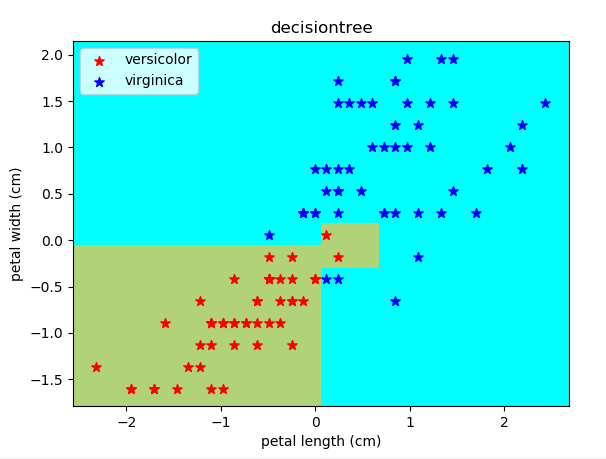 decisiontree
versicolor
virginica
petal width (cm)
2.0
1.5
1.0
0.5
0.0
−0.5
−1.0
−1.5
−2
−1
0
1
2
petal length (cm)